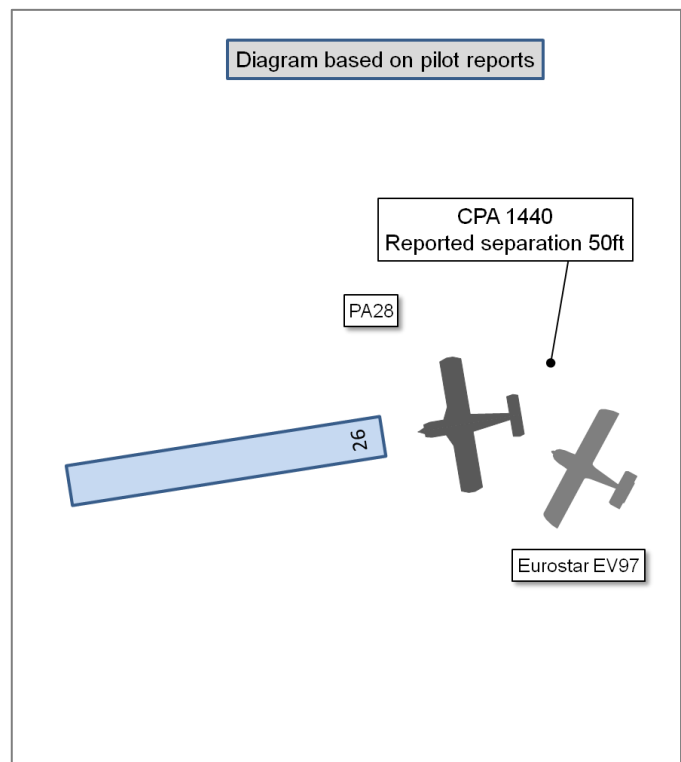 Diagram based on pilot reports
CPA 1440
Reported separation 50ft
PA28
26
Eurostar EV97